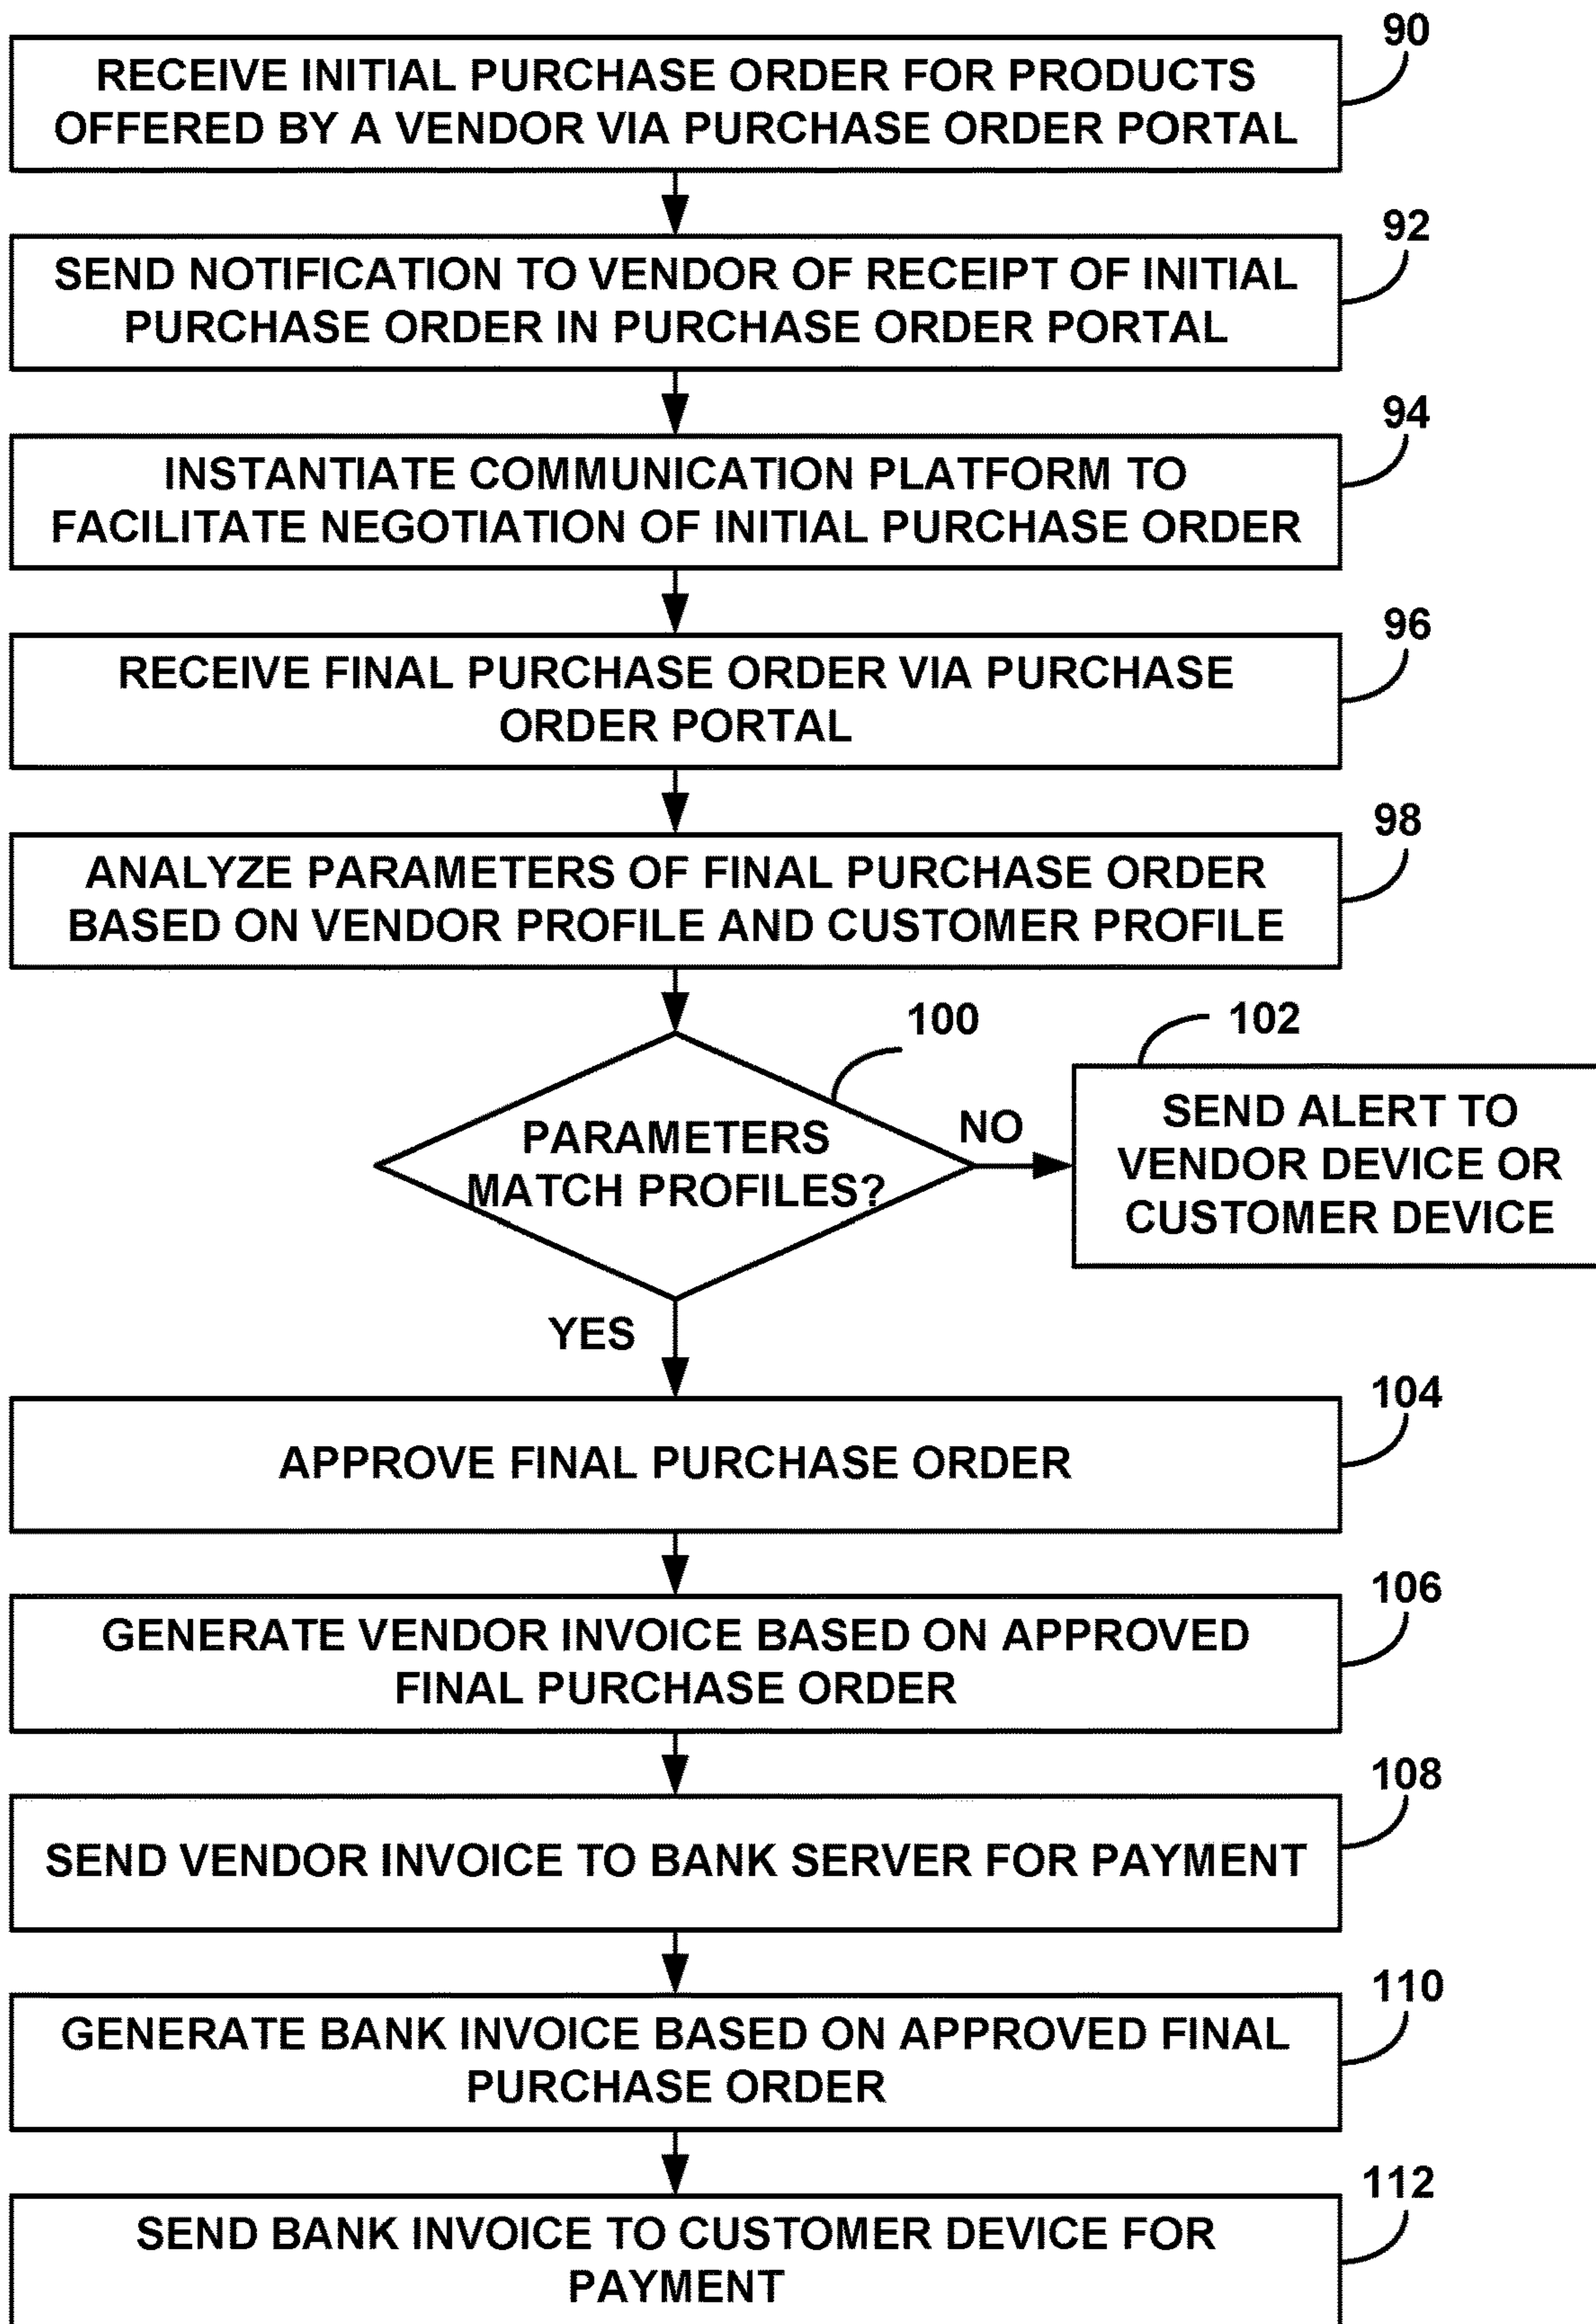 90
RECEIVE INITIAL PURCHASE ORDER FOR PRODUCTS
OFFERED BY A VENDOR VIA PURCHASE ORDER PORTAL
92
SEND NOTIFICATION TO VENDOR OF RECEIPT OF INITIAL
PURCHASE ORDER IN PURCHASE ORDER PORTAL
94
INSTANTIATE COMMUNICATION PLATFORM TO
FACILITATE NEGOTIATION OF INITIAL PURCHASE ORDER
96
RECEIVE FINAL PURCHASE ORDER VIA PURCHASE
ORDER PORTAL
98
ANALYZE PARAMETERS OF FINAL PURCHASE ORDER
BASED ON VENDOR PROFILE AND CUSTOMER PROFILE
100
PARAMETERS
MATCH PROFILES?
NO
102
SEND ALERT TO
VENDOR DEVICE OR
CUSTOMER DEVICE
YES
104
APPROVE FINAL PURCHASE ORDER
106
GENERATE VENDOR INVOICE BASED ON APPROVED
FINAL PURCHASE ORDER
108
SEND VENDOR INVOICE TO BANK SERVER FOR PAYMENT
110
GENERATE BANK INVOICE BASED ON APPROVED FINAL
PURCHASE ORDER
112
SEND BANK INVOICE TO CUSTOMER DEVICE FOR
PAYMENT